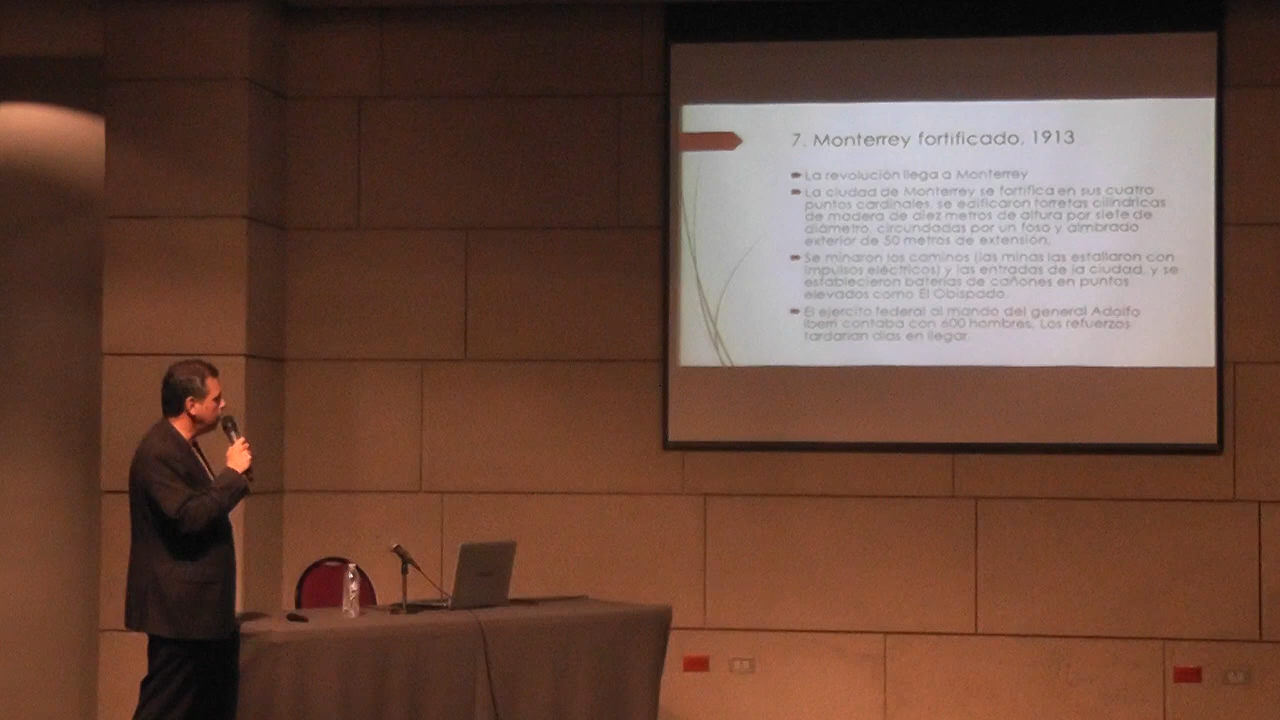 7. Monterrey fortificado, 1913
La revolución llega a Monterrey
La ciudad de Monterrey se fortifica en sus cuatro
puntos cardinales, se edificaron torretas cilíndricas
de madera de diez metros de altura por siete de
diámetro, circundadas por un foso y almbrado
exterior de 50 metros de extensión.
Se minaron los caminos (las minas las estallaron con
impulsos eléctricos) y las entradas de la ciudad, y se
establecieron baterías de cañones en puntos
elevados como El Obispado.
El ejercito federal al mando del general Adolfo
Iberri contaba con 600 hombres. Los refuerzos
tardarían días en llegar.